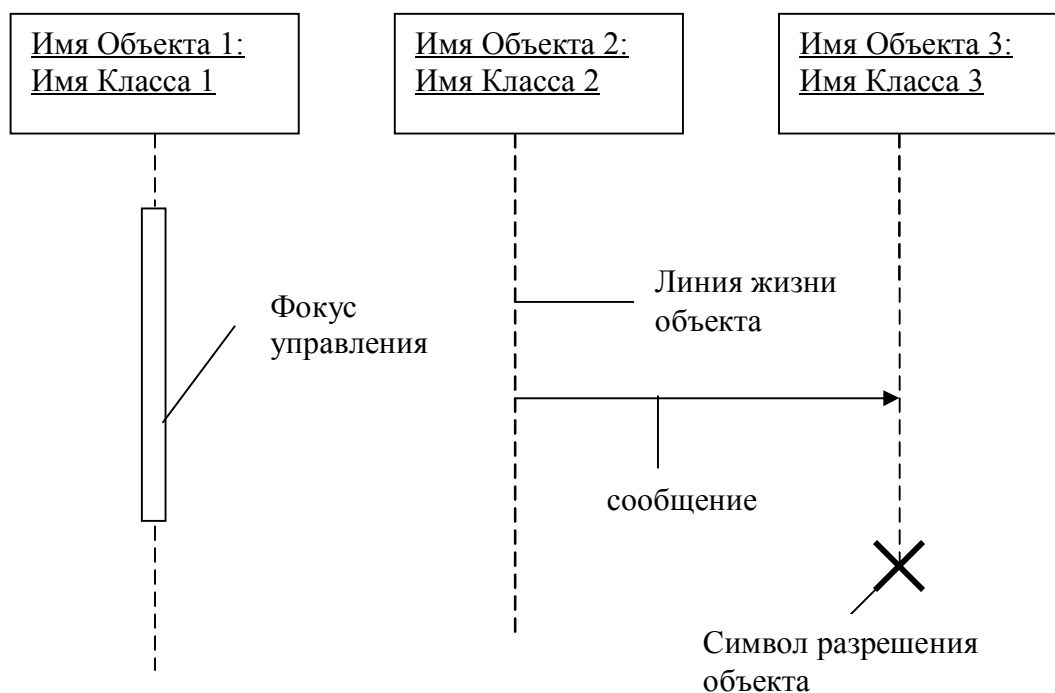 Имя Объекта 1:
Имя Класса 1
Имя Объекта 2:
Имя Класса 2
Имя Объекта 3:
Имя Класса 3
Фокус
управления
Линия жизни
объекта
сообщение
Символ разрешения
объекта